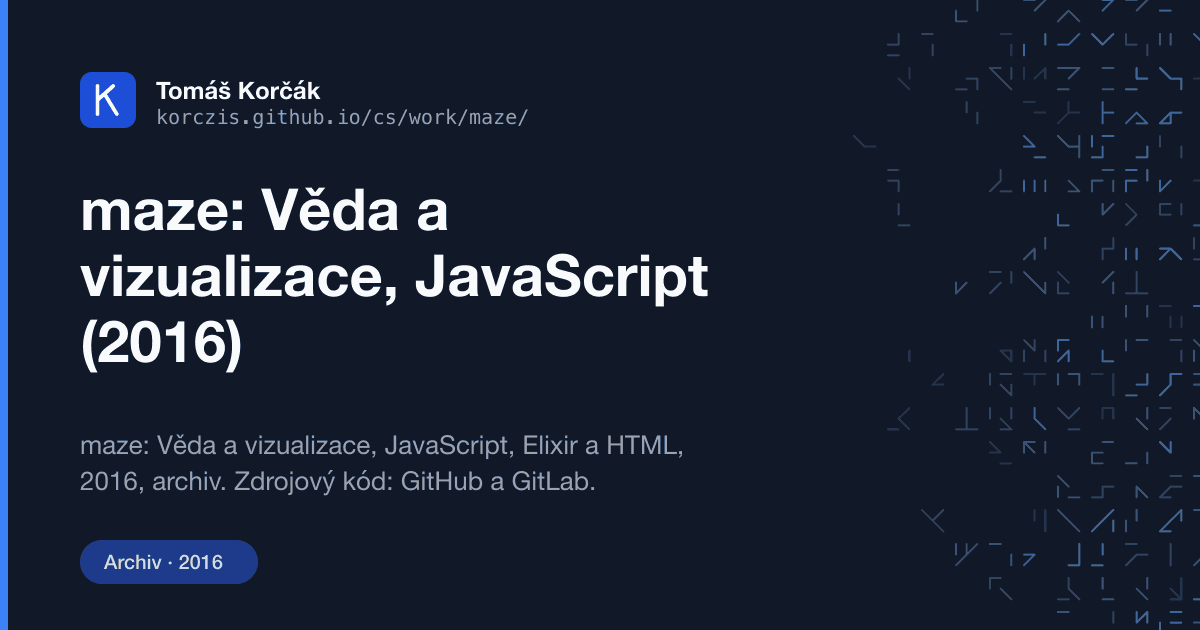 K
Tomáš Korčák
korczis.github.io/cs/work/maze/
maze: Věda a
vizualizace, JavaScript
(2016)
maze: Věda a vizualizace, JavaScript, Elixir a HTML,
2016, archiv. Zdrojový kód: GitHub a GitLab.
Archiv · 2016